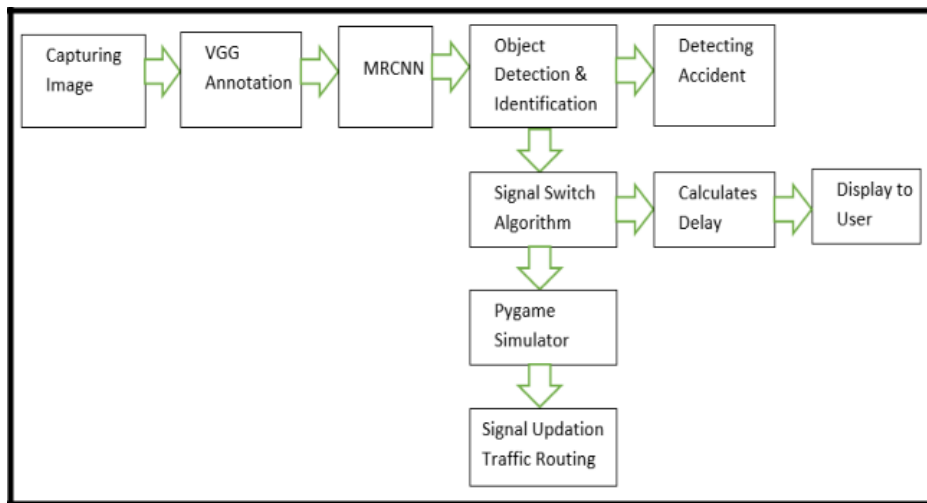 Capturing
Image
VGG
Annotation
MRCNN
Object
Detection &
Identification
Detecting
Accident
Signal Switch
Algorithm
Calculates
Delay
Display to
User
Pygame
Simulator
Signal Updation
Traffic Routing